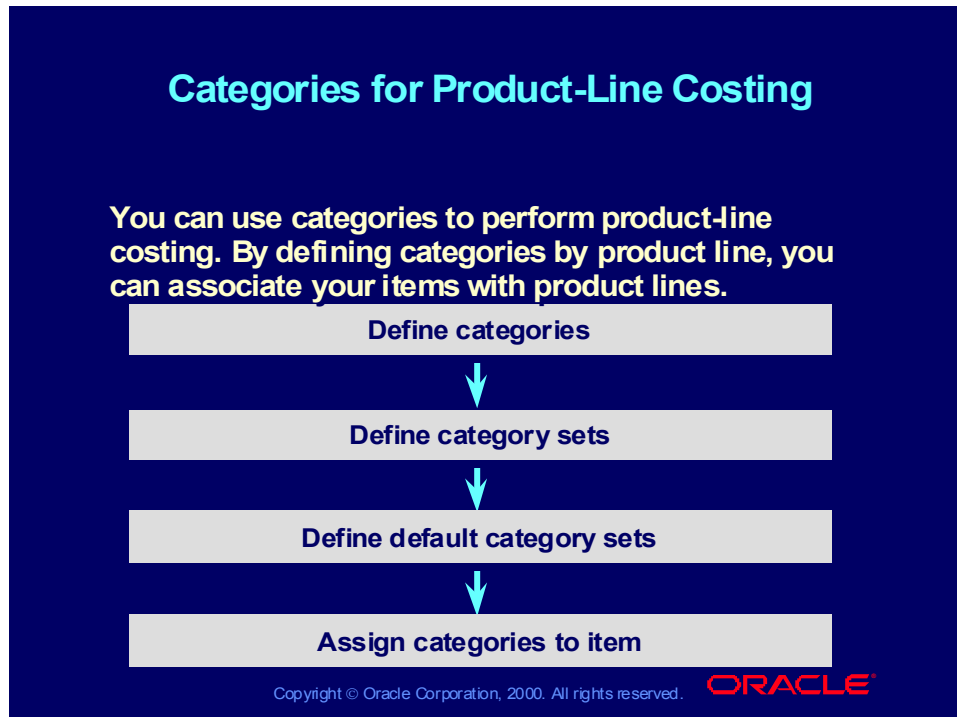 Categories for Product-Line Costing
You can use categories to perform product-line
costing. By defining categories by product line, you
can associate your items with product lines.
Define categories
Define category sets
Define default category sets
Assign categories to item
Copyright © Oracle Corporation, 2000. All rights reserved.
ORACLE®